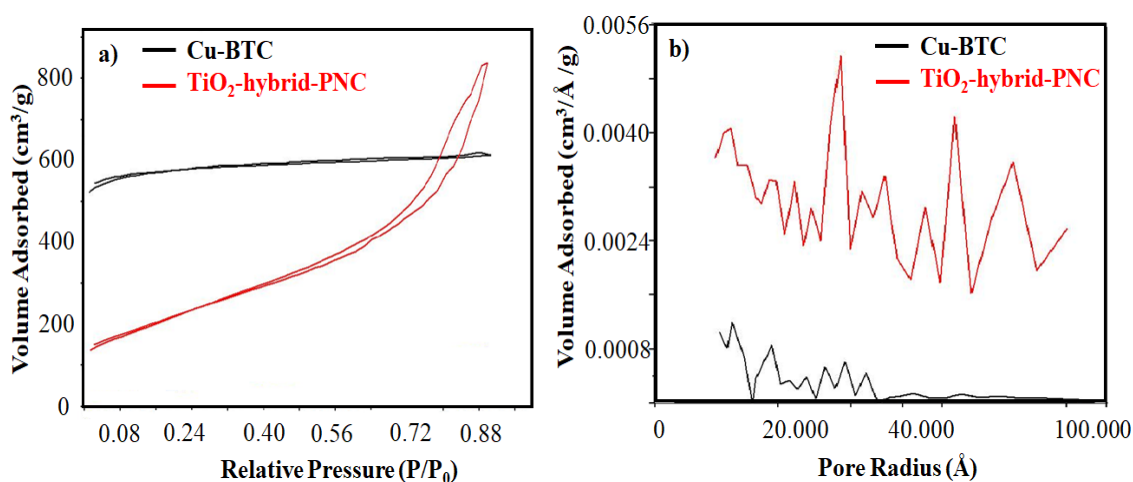 a)
Cu-BTC
TiO₂-hybrid-PNC
Volume Adsorbed (cm³/g)
800
600
400
200
0
0.08 0.24 0.40 0.56 0.72 0.88
Relative Pressure (P/P₀)
b)
Cu-BTC
TiO₂-hybrid-PNC
Volume Adsorbed (cm³/Å /g)
0.0056
0.0040
0.0024
0.0008
0 20.000 40.000 100.000
Pore Radius (Å)